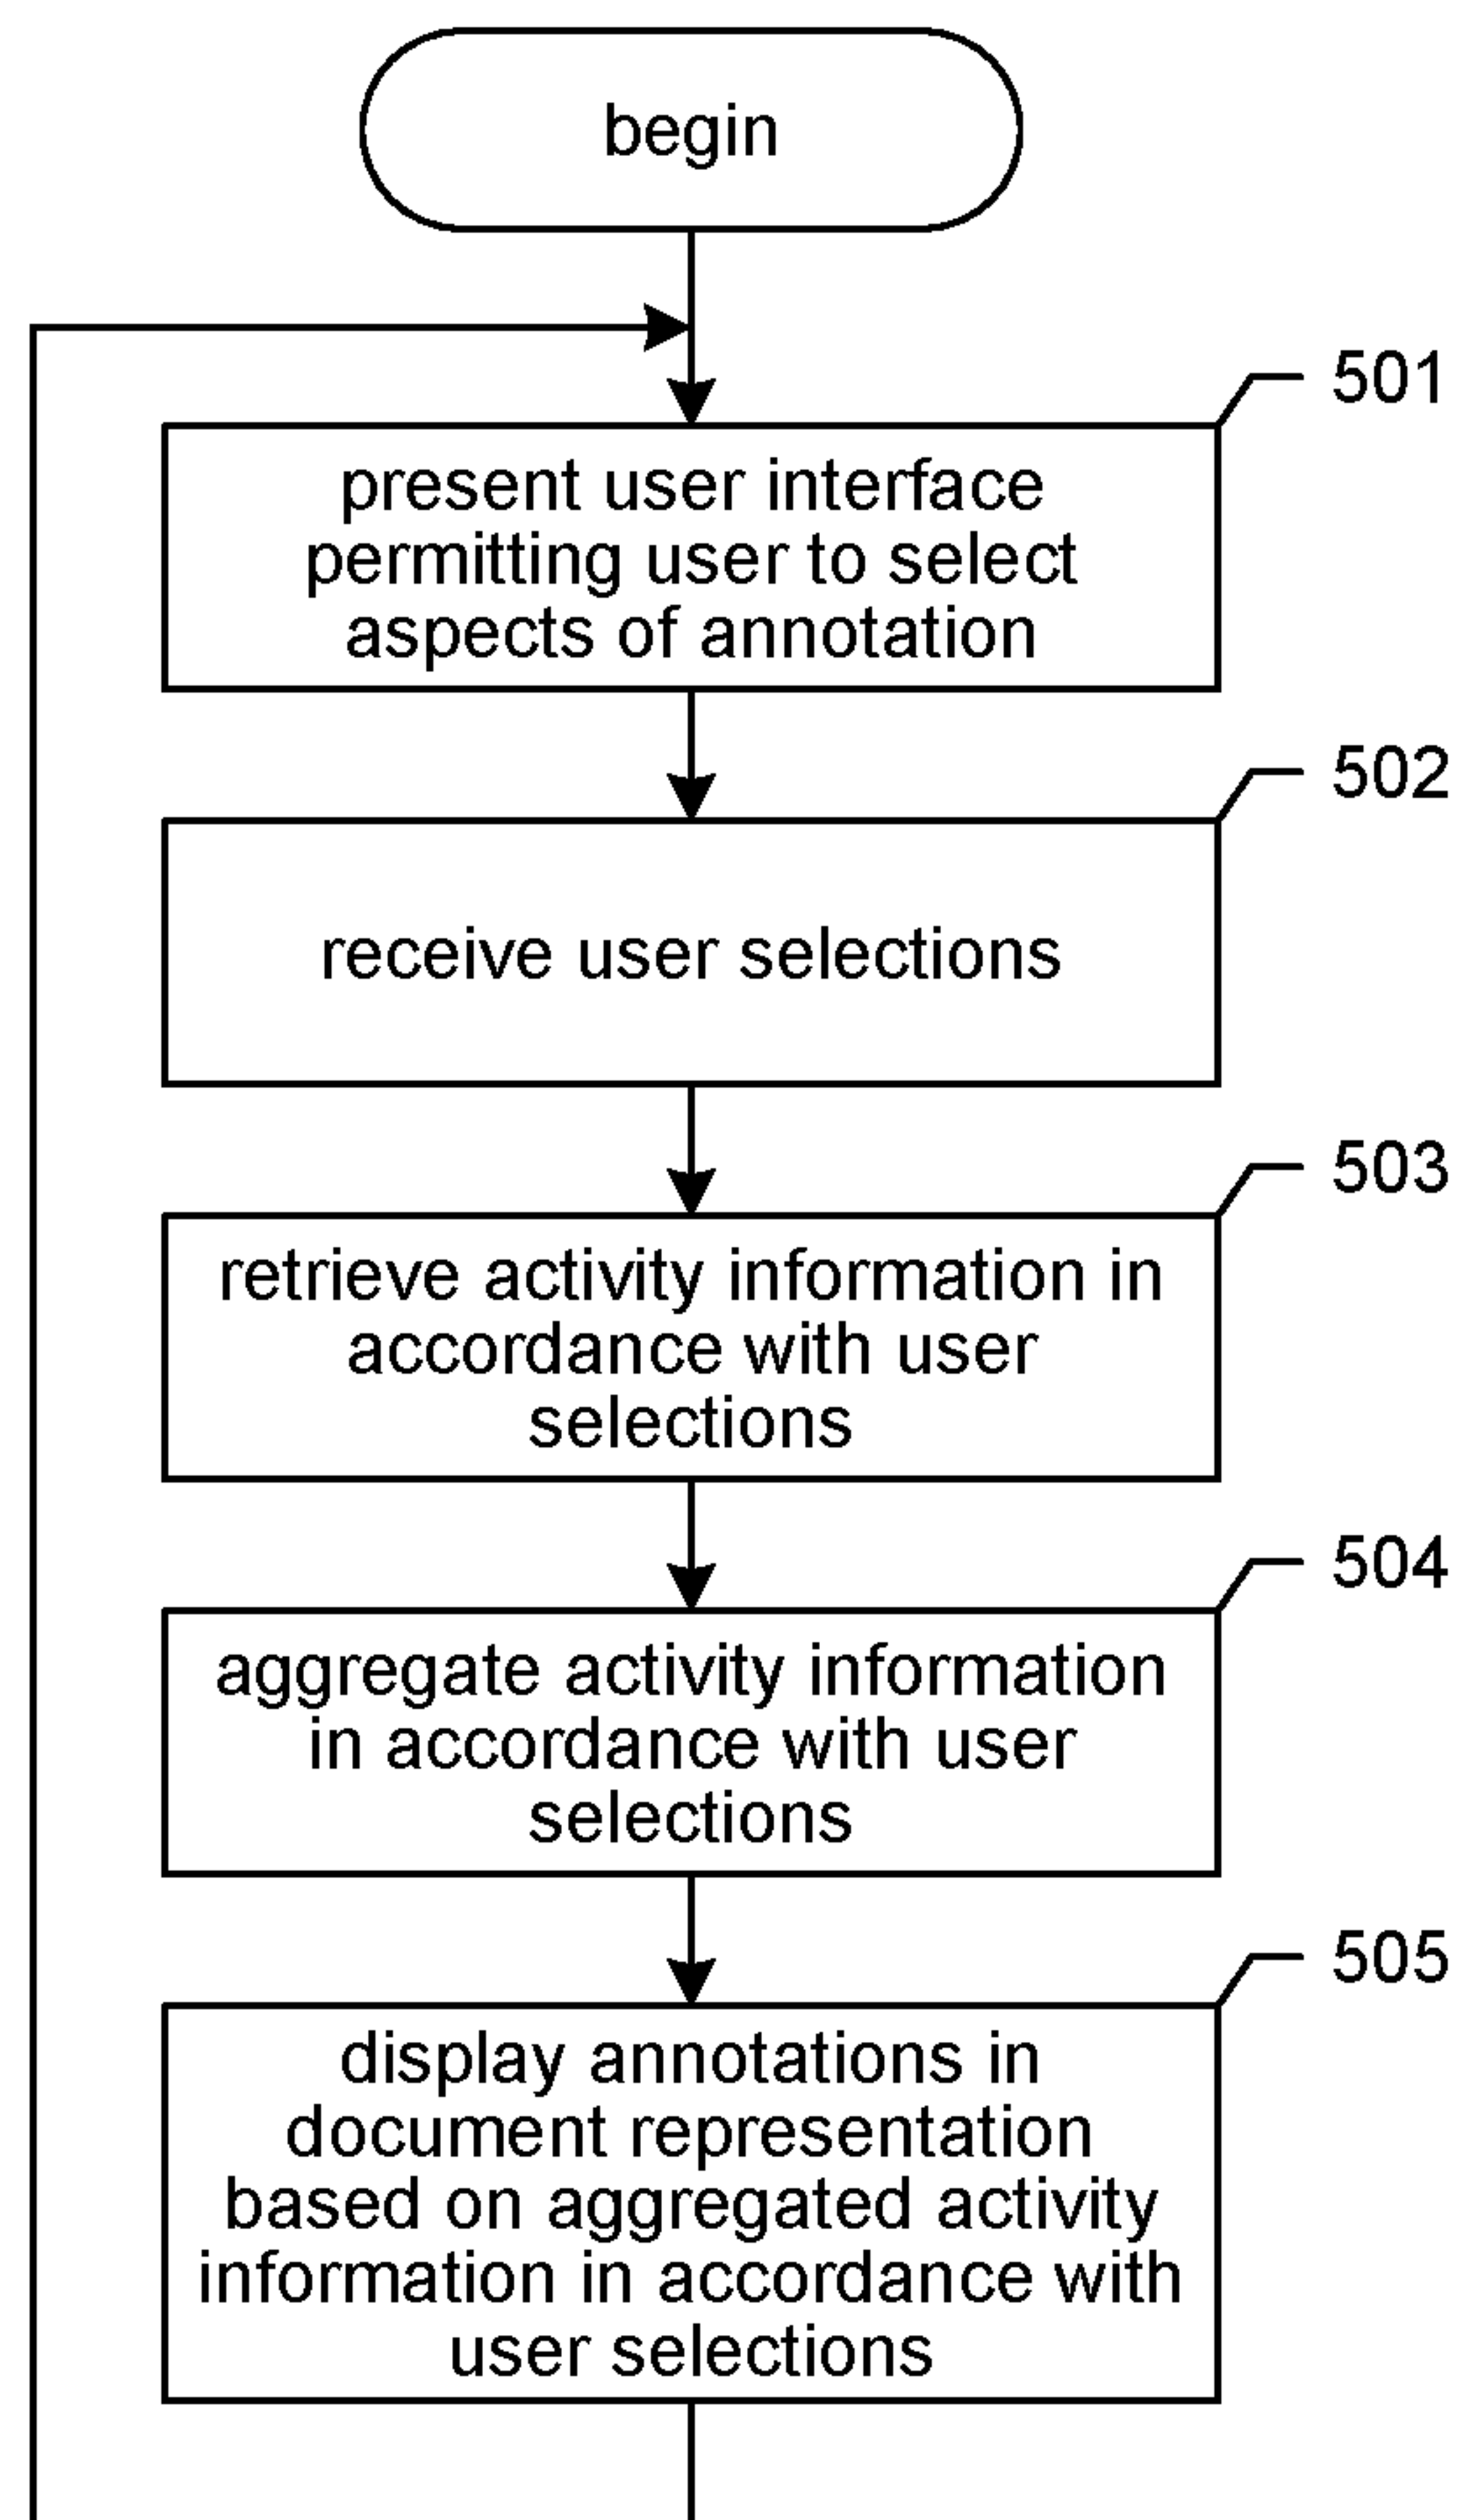 begin
501
present user interface
permitting user to select
aspects of annotation
502
receive user selections
503
retrieve activity information in
accordance with user
selections
504
aggregate activity information
in accordance with user
selections
505
display annotations in
document representation
based on aggregated activity
information in accordance with
user selections